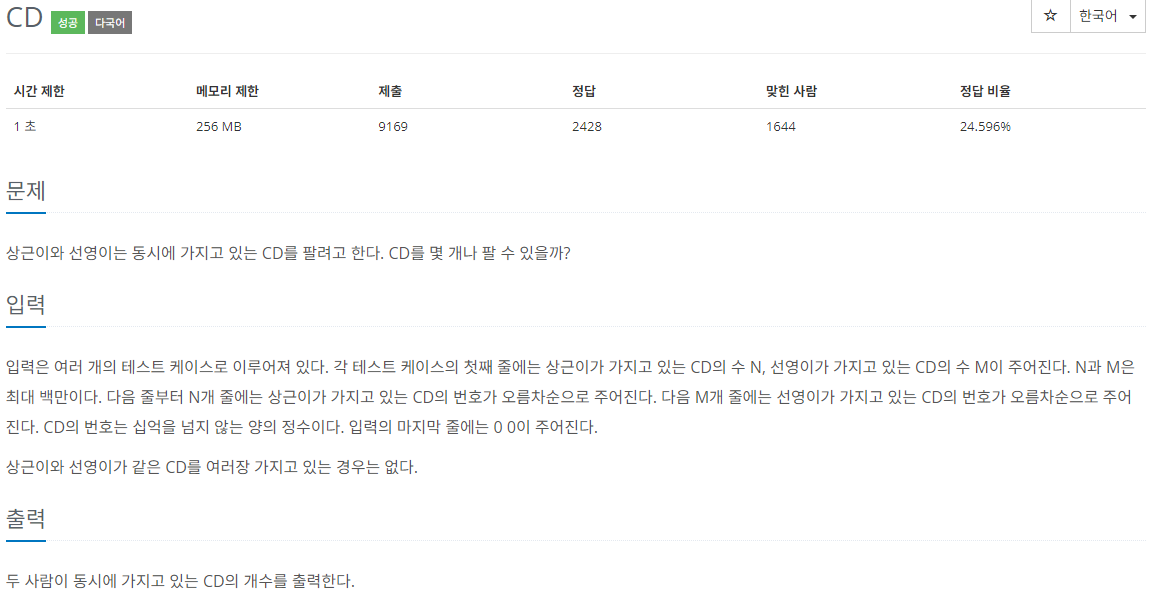 CD 성공 다국어
☆ 한국어
시간 제한 메모리 제한 제출 정답 맞힌 사람 정답 비율
1 초 256 MB 9169 2428 1644 24.596%
문제
상근이와 선영이는 동시에 가지고 있는 CD를 팔려고 한다. CD를 몇 개나 팔 수 있을까?
입력
입력은 여러 개의 테스트 케이스로 이루어져 있다. 각 테스트 케이스의 첫째 줄에는 상근이가 가지고 있는 CD의 수 N, 선영이가 가지고 있는 CD의 수 M이 주어진다. N과 M은
최대 백만이다. 다음 줄부터 N개 줄에는 상근이가 가지고 있는 CD의 번호가 오름차순으로 주어진다. 다음 M개 줄에는 선영이가 가지고 있는 CD의 번호가 오름차순으로 주어
진다. CD의 번호는 십억을 넘지 않는 양의 정수이다. 입력의 마지막 줄에는 0 0이 주어진다.
상근이와 선영이가 같은 CD를 여러장 가지고 있는 경우는 없다.
출력
두 사람이 동시에 가지고 있는 CD의 개수를 출력한다.